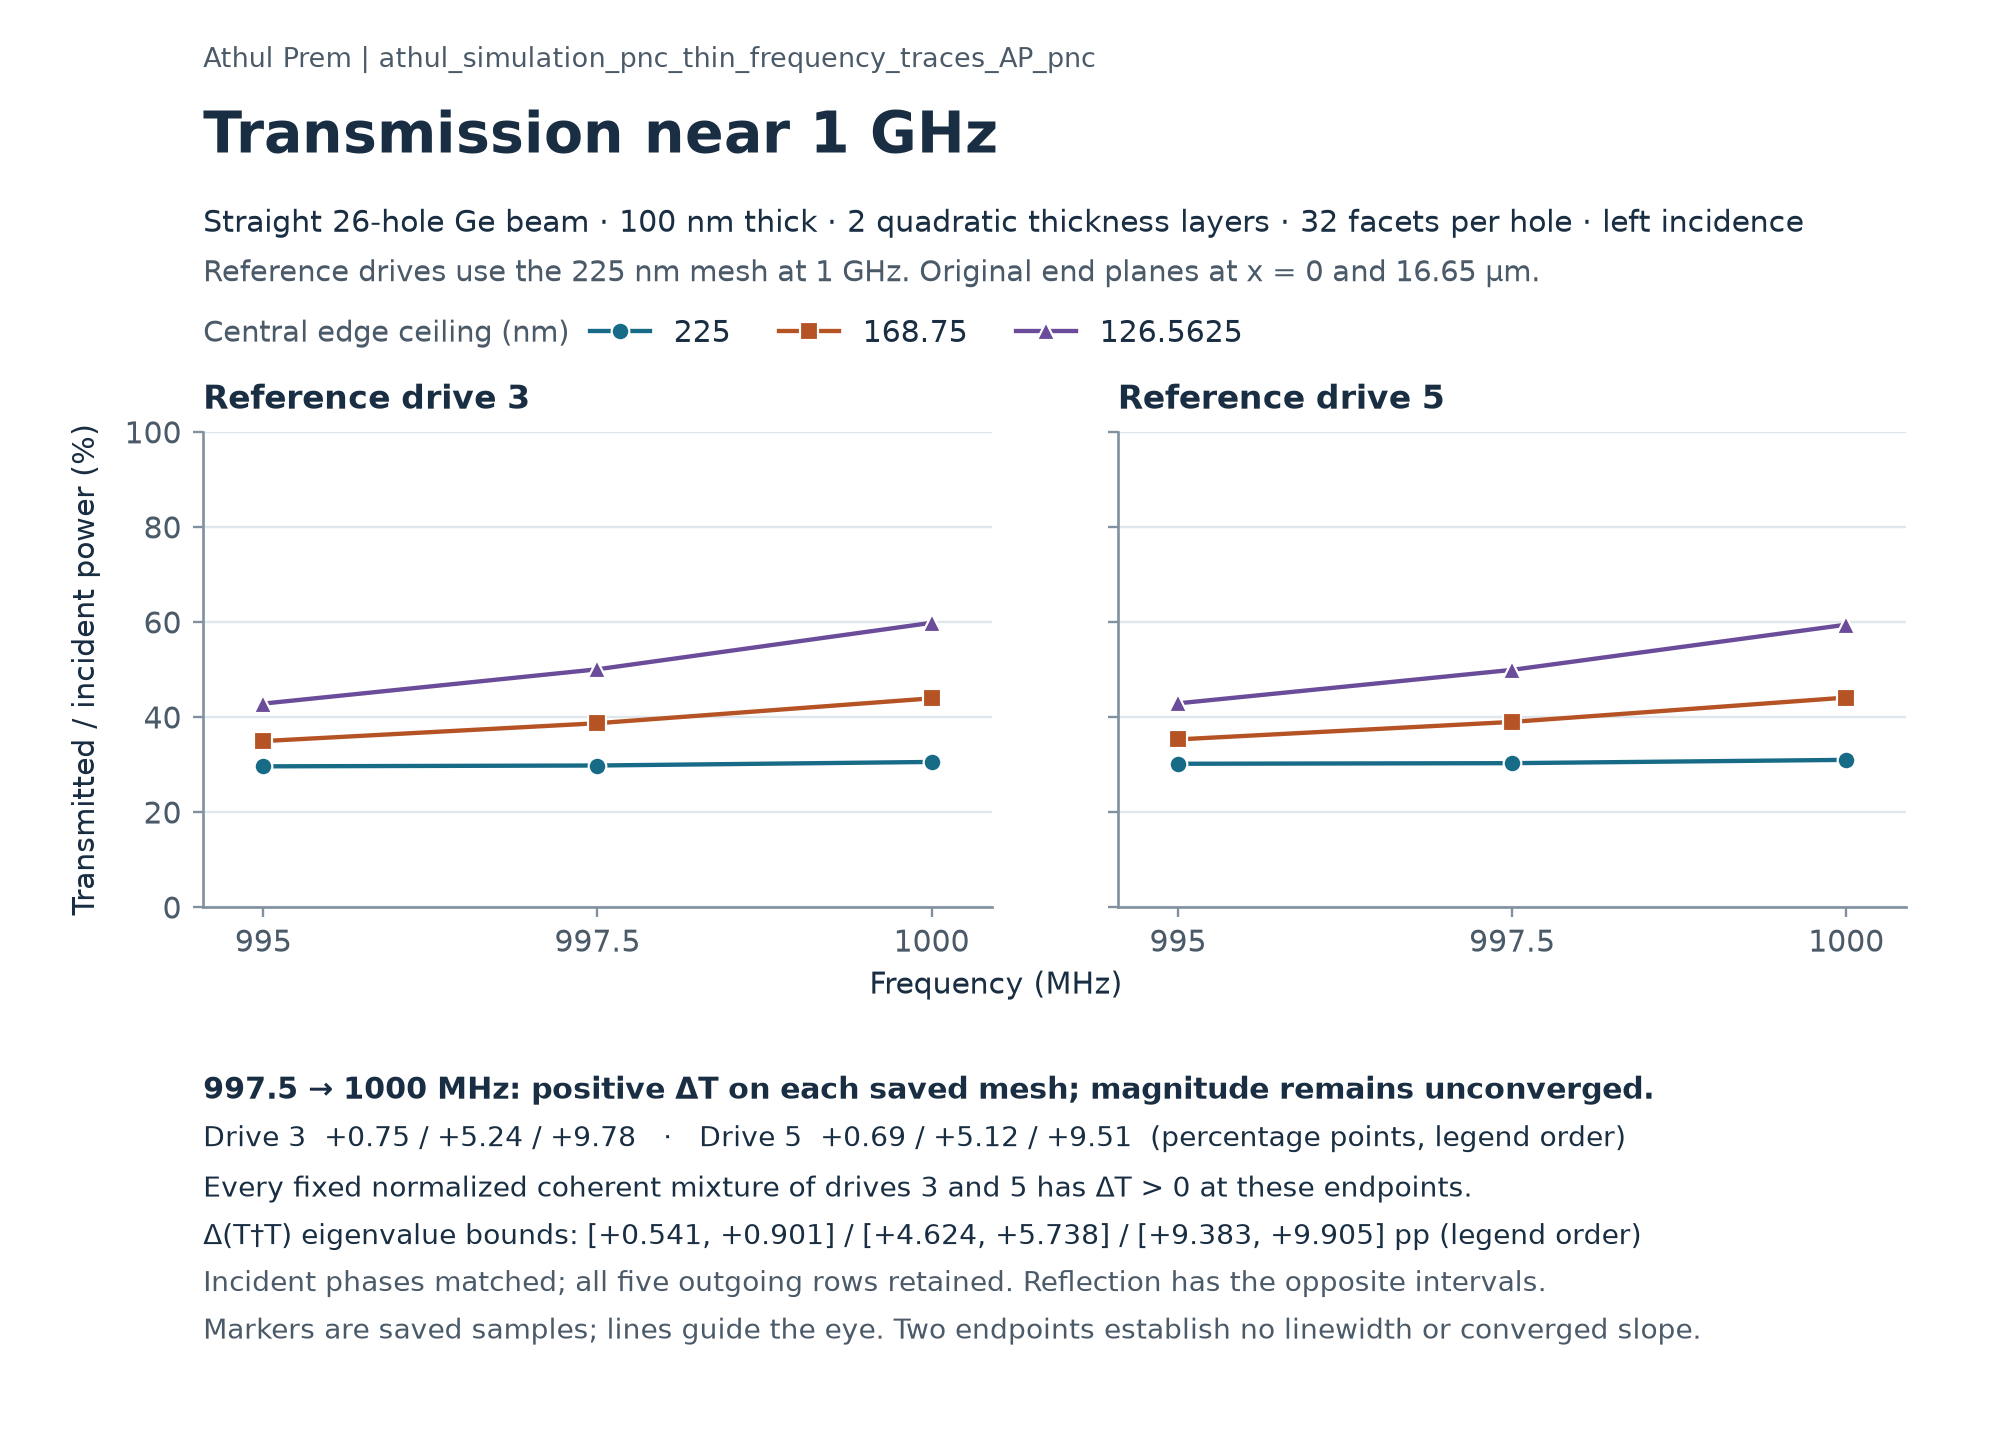 Athul Prem | athul_simulation_pnc_thin_frequency_traces_AP_pnc
Transmission near 1 GHz
Straight 26-hole Ge beam · 100 nm thick · 2 quadratic thickness layers · 32 facets per hole · left incidence
Reference drives use the 225 nm mesh at 1 GHz. Original end planes at x = 0 and 16.65 µm.
Central edge ceiling (nm) 225 168.75 126.5625
Reference drive 3
Reference drive 5
Transmitted / incident power (%)
100
80
60
40
20
0
995 997.5 1000
995 997.5 1000
Frequency (MHz)
997.5 → 1000 MHz: positive ΔT on each saved mesh; magnitude remains unconverged.
Drive 3 +0.75 / +5.24 / +9.78 · Drive 5 +0.69 / +5.12 / +9.51 (percentage points, legend order)
Every fixed normalized coherent mixture of drives 3 and 5 has ΔT > 0 at these endpoints.
Δ(T†T) eigenvalue bounds: [+0.541, +0.901] / [+4.624, +5.738] / [+9.383, +9.905] pp (legend order)
Incident phases matched; all five outgoing rows retained. Reflection has the opposite intervals.
Markers are saved samples; lines guide the eye. Two endpoints establish no linewidth or converged slope.